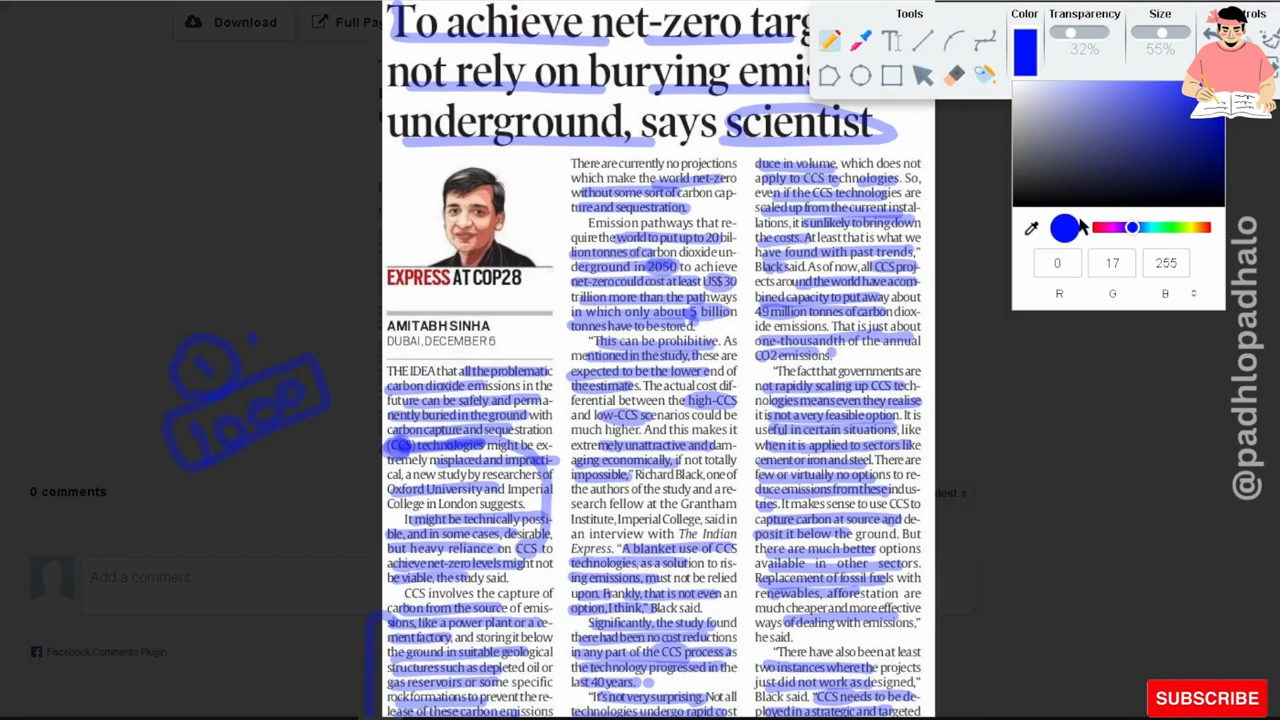 Download
Full Pa
To achieve net-zero targ
not rely on burying emis
underground, says scientist
EXPRESS AT COP28
AMITABH SINHA
DUBAI, DECEMBER 6
THE IDEA that all the problematic
carbon dioxide emissions in the
future can be safely and perma-
nently buried in the ground with
carbon capture and sequestration
(CCS) technologies might be ex-
tremely misplaced and impracti-
cal, a new study by researchers of
Oxford University and Imperial
College in London suggests.
It might be technically possi-
ble, and in some cases, desirable,
but heavy reliance on CCS to
achieve net-zero levels might not
be viable, the study said.
CCS involves the capture of
carbon from the source of emis-
sions, like a power plant or a ce-
ment factory, and storing it below
the ground in suitable geological
structures such as depleted oil or
gas reservoirs or some specific
rock formations to prevent the re-
lease of these carbon emissions
There are currently no projections
which make the world net-zero
without some sort of carbon cap-
ture and sequestration.
Emission pathways that re-
quire the world to put up to 20 bil-
lion tonnes of carbon dioxide un-
derground in 2050 to achieve
net-zero could cost at least US$ 30
trillion more than the pathways
in which only about 5 billion
tonnes have to be stored.
"This can be prohibitive. As
mentioned in the study, these are
expected to be the lower end of
the estimates. The actual cost dif-
ferential between the high-CCS
and low-CCS scenarios could be
much higher. And this makes it
extremely unattractive and dam-
aging economically, if not totally
impossible," Richard Black, one of
the authors of the study and a re-
search fellow at the Grantham
Institute, Imperial College, said in
an interview with The Indian
Express. "A blanket use of CCS
technologies, as a solution to ris-
ing emissions, must not be relied
upon. Frankly, that is not even an
option, I think," Black said.
Significantly, the study found
there had been no cost reductions
in any part of the CCS process as
the technology progressed in the
last 40 years.
"It's not very surprising. Not all
technologies undergo rapid cost
duce in volume, which does not
apply to CCS technologies. So,
even if the CCS technologies are
scaled up from the current instal-
lations, it is unlikely to bring down
the costs. At least that is what we
have found with past trends,"
Black said. As of now, all CCS proj-
ects around the world have a com-
bined capacity to put away about
49 million tonnes of carbon diox-
ide emissions. That is just about
one-thousandth of the annual
CO2 emissions.
"The fact that governments are
not rapidly scaling up CCS tech-
nologies means even they realise
it is not a very feasible option. It is
useful in certain situations, like
when it is applied to sectors like
cement or iron and steel. There are
few or virtually no options to re-
duce emissions from these indus-
tries. It makes sense to use CCS to
capture carbon at source and de-
posit it below the ground. But
there are much better options
available in other sectors.
Replacement of fossil fuels with
renewables, afforestation are
much cheaper and more effective
ways of dealing with emissions,"
he said.
"There have also been at least
two instances where the projects
just did not work as designed,"
Black said. "CCS needs to be de-
ployed in a strategic and targeted
Tools
Color
Transparency
32%
Size
55%
rols
0
17
255
R
G
B
@padhlopadhalo
0 comments
dest
Add a comment...
Facebook Comments Plugin
SUBSCRIBE